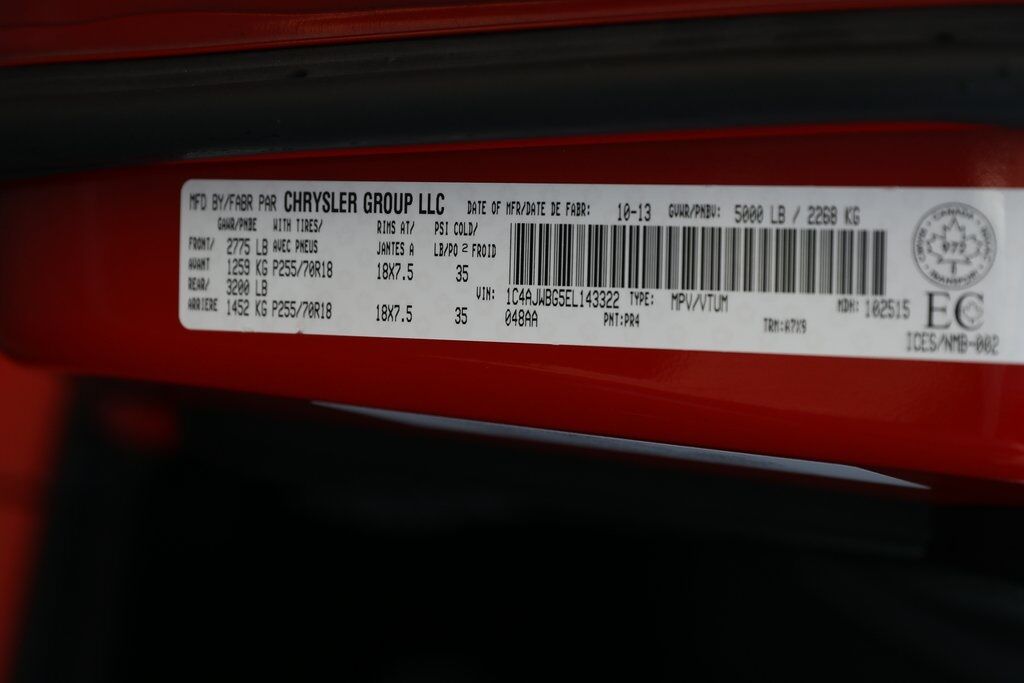 MFD BY/FABR PAR CHRYSLER GROUP LLC DATE OF MFR/DATE DE FABR: 10-13 GVWR/PNBV: 5000 LB / 2268 KG
GAWR/PNBE WITH TIRES/ RIMS AT/ PSI COLD/
FRONT/ 2775 LB AVEC PNEUS JANTES A LB/PO 2 FROID
AVANT 1259 KG P255/70R18 18X7.5 35
REAR/ 3200 LB
ARRIERE 1452 KG P255/70R18 18X7.5 35
VIN: 1C4AJWBG5EL143322 TYPE: MPV/VTUM MDH: 102515
048AA PNT:PR4 TRM:A7X9
CANADA
TRANSPORT
EC
ICES/NMB-002